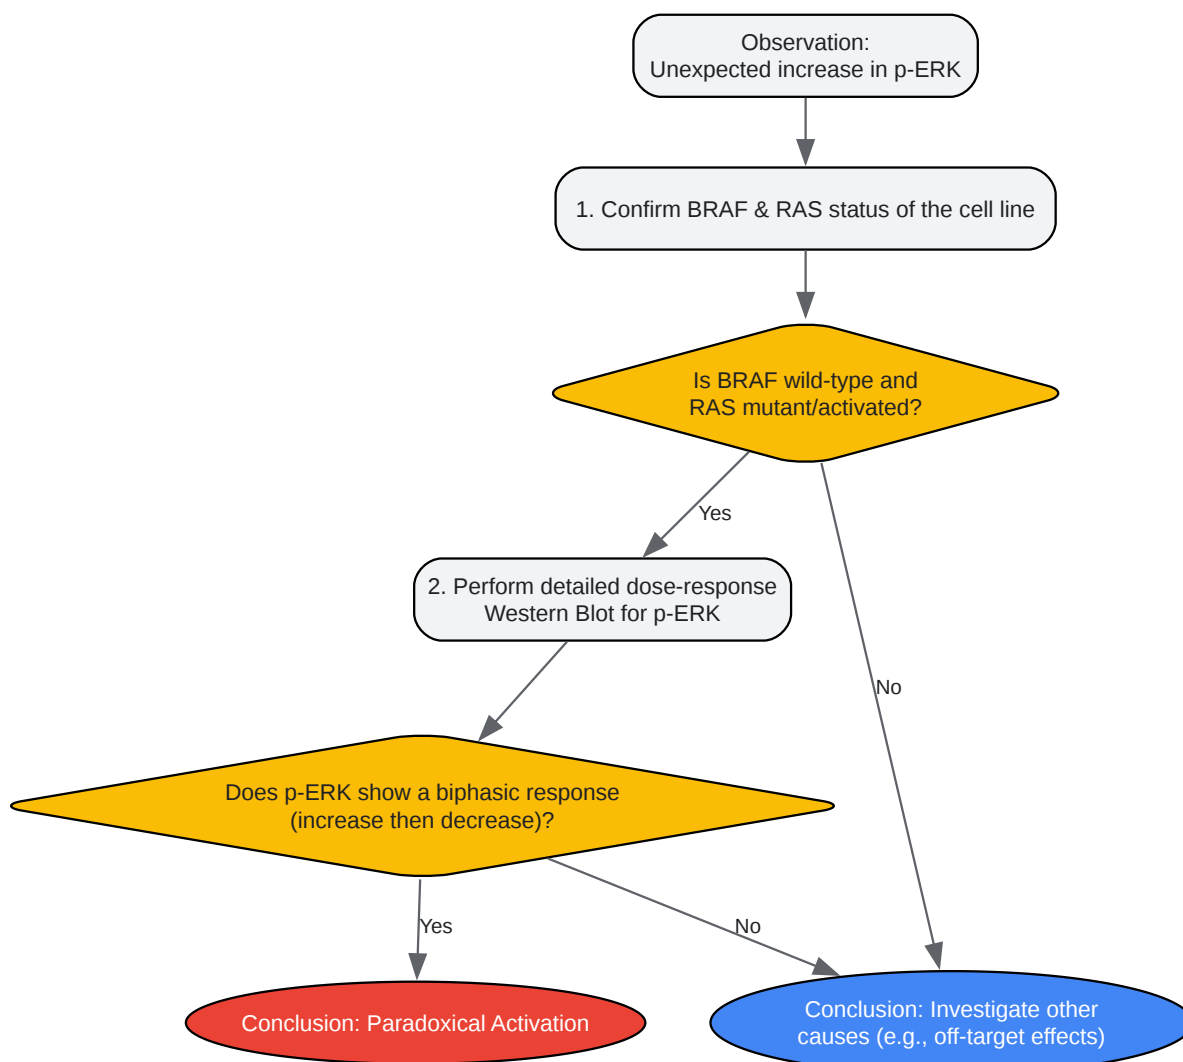 Observation:
Unexpected increase in p-ERK
1. Confirm BRAF & RAS status of the cell line
Is BRAF wild-type and
RAS mutant/activated?
Yes
2. Perform detailed dose-response
Western Blot for p-ERK
No
Does p-ERK show a biphasic response
(increase then decrease)?
Yes
No
Conclusion: Paradoxical Activation
Conclusion: Investigate other
causes (e.g., off-target effects)